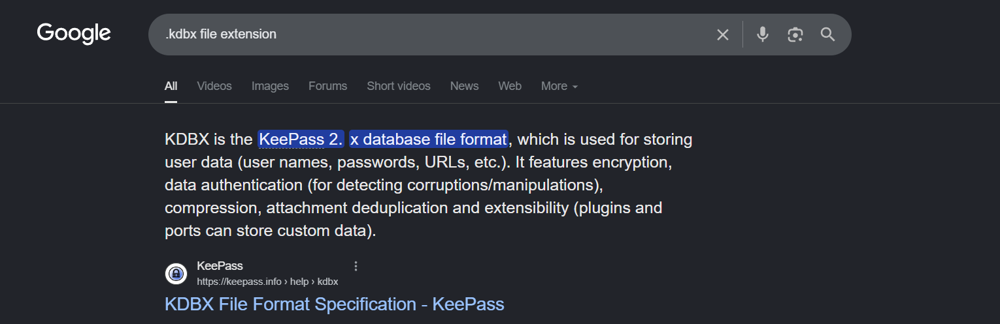 Google
.kdbx file extension
All Videos Images Forums Short videos News Web More
KDBX is the KeePass 2. x database file format, which is used for storing
user data (user names, passwords, URLs, etc.). It features encryption,
data authentication (for detecting corruptions/manipulations),
compression, attachment deduplication and extensibility (plugins and
ports can store custom data).
KeePass
https://keepass.info › help › kdbx
KDBX File Format Specification - KeePass